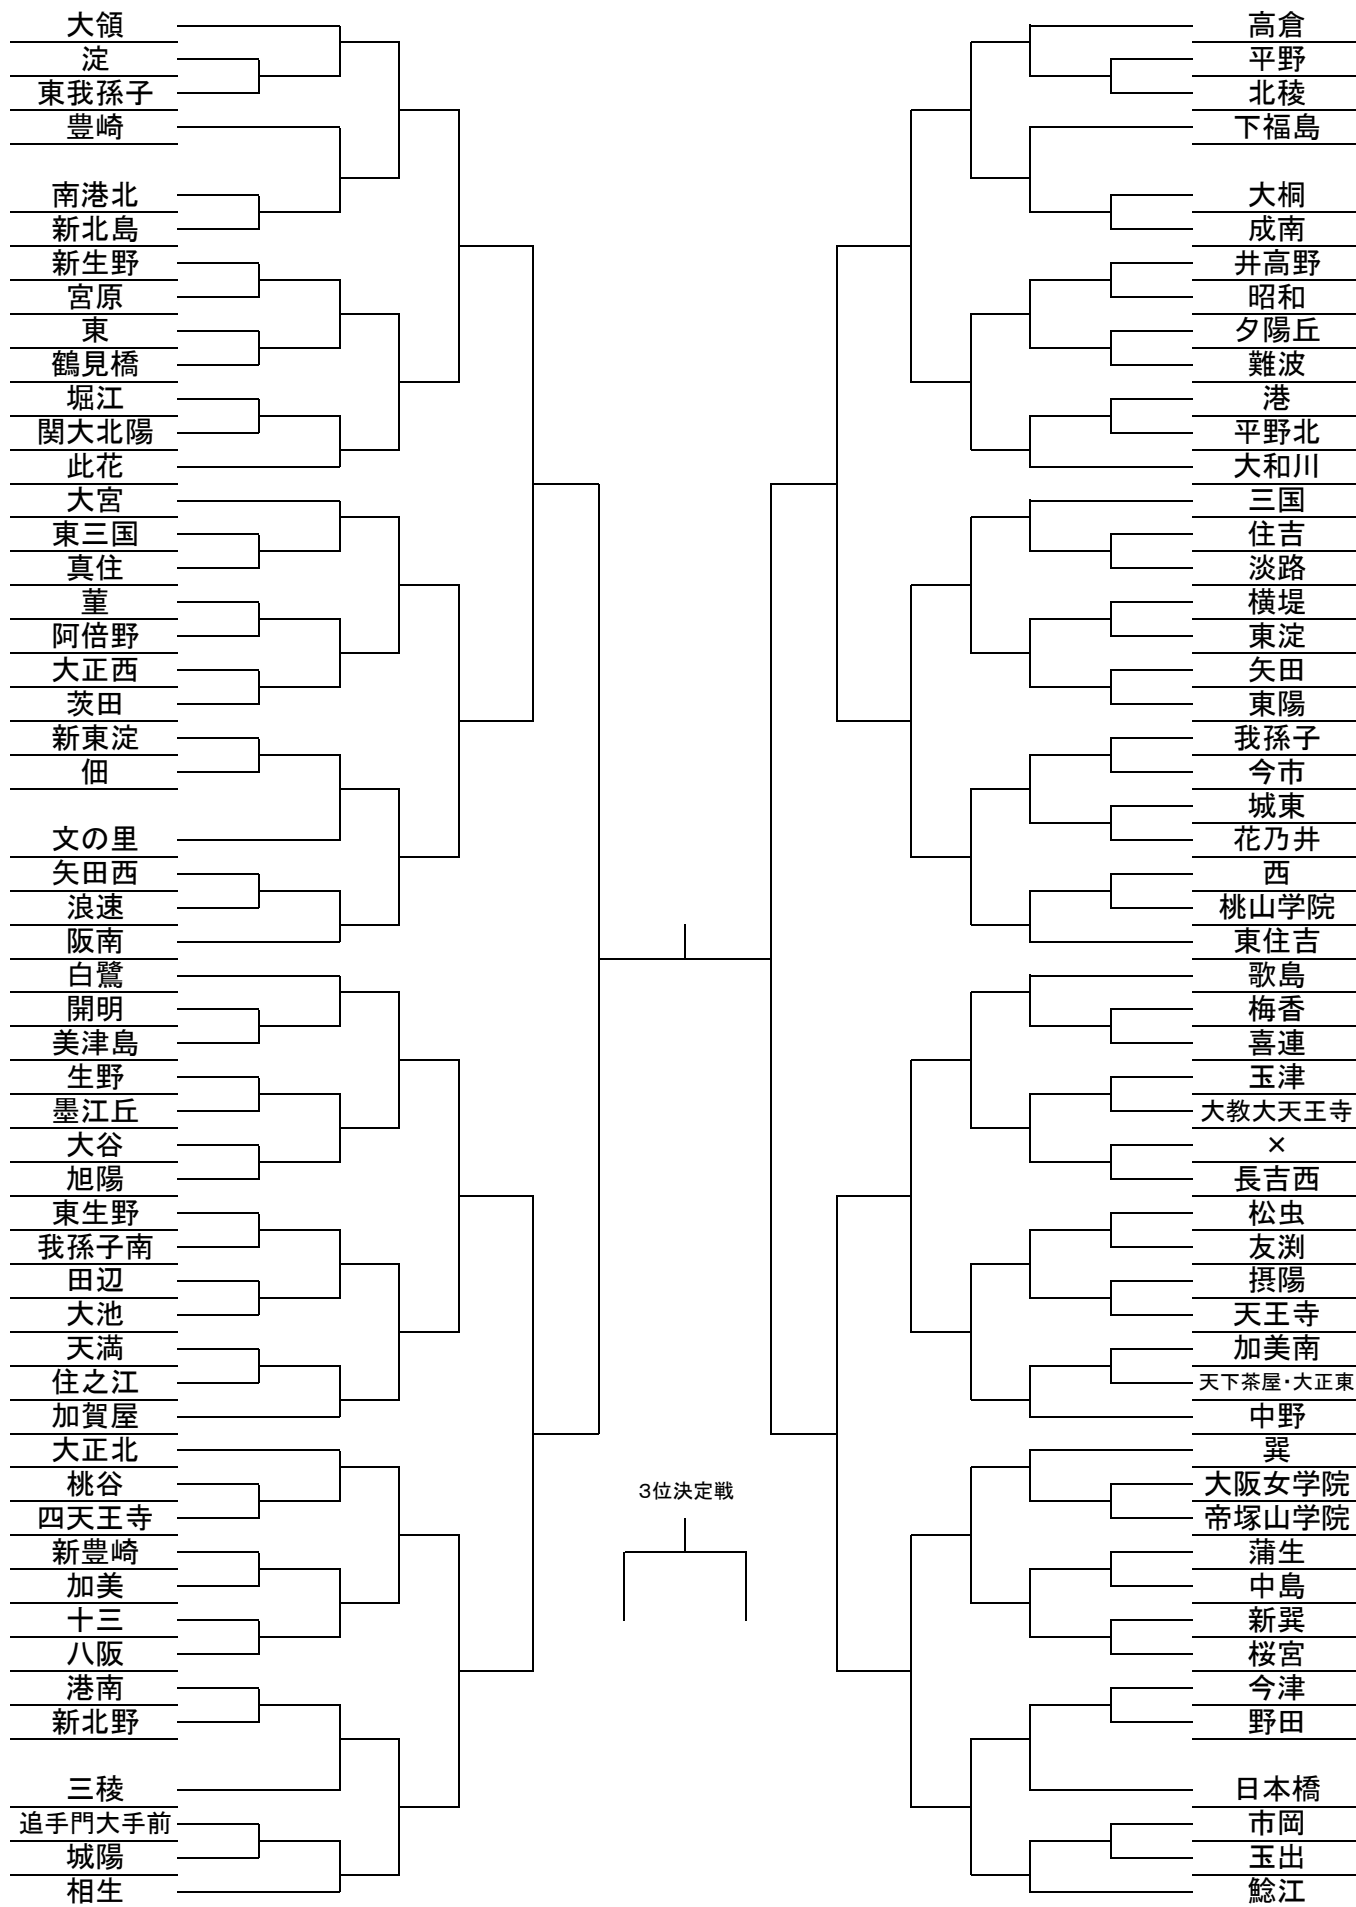 大領
淀
東我孫子
豊崎
南港北
新北島
新生野
宮原
東
鶴見橋
堀江
関大北陽
此花
大宮
東三国
真住
菫
阿倍野
大正西
茨田
新東淀
佃
文の里
矢田西
浪速
阪南
白鷺
開明
美津島
生野
墨江丘
大谷
旭陽
東生野
我孫子南
田辺
大池
天満
住之江
加賀屋
大正北
桃谷
四天王寺
新豊崎
加美
十三
八阪
港南
新北野
三稜
追手門大手前
城陽
相生
3位決定戦
高倉
平野
北稜
下福島
大桐
成南
井高野
昭和
夕陽丘
難波
港
平野北
大和川
三国
住吉
淡路
横堤
東淀
矢田
東陽
我孫子
今市
城東
花乃井
西
桃山学院
東住吉
歌島
梅香
喜連
玉津
大教大天王寺
×
長吉西
松虫
友渕
摂陽
天王寺
加美南
天下茶屋・大正東
中野
巽
大阪女学院
帝塚山学院
蒲生
中島
新巽
桜宮
今津
野田
日本橋
市岡
玉出
鯰江